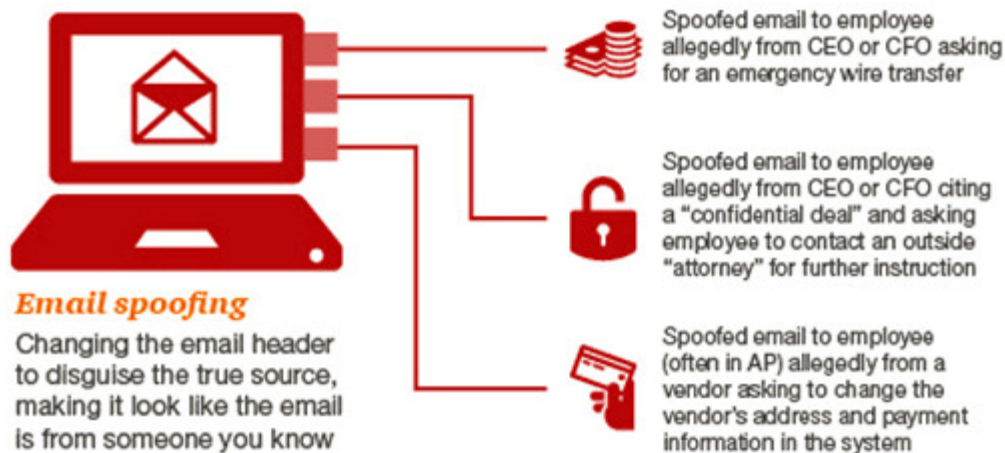 Email spoofing
Changing the email header
to disguise the true source,
making it look like the email
is from someone you know
Spoofed email to employee
allegedly from CEO or CFO asking
for an emergency wire transfer
Spoofed email to employee
allegedly from CEO or CFO citing
a “confidential deal” and asking
employee to contact an outside
“attorney” for further instruction
Spoofed email to employee
(often in AP) allegedly from a
vendor asking to change the
vendor's address and payment
information in the system